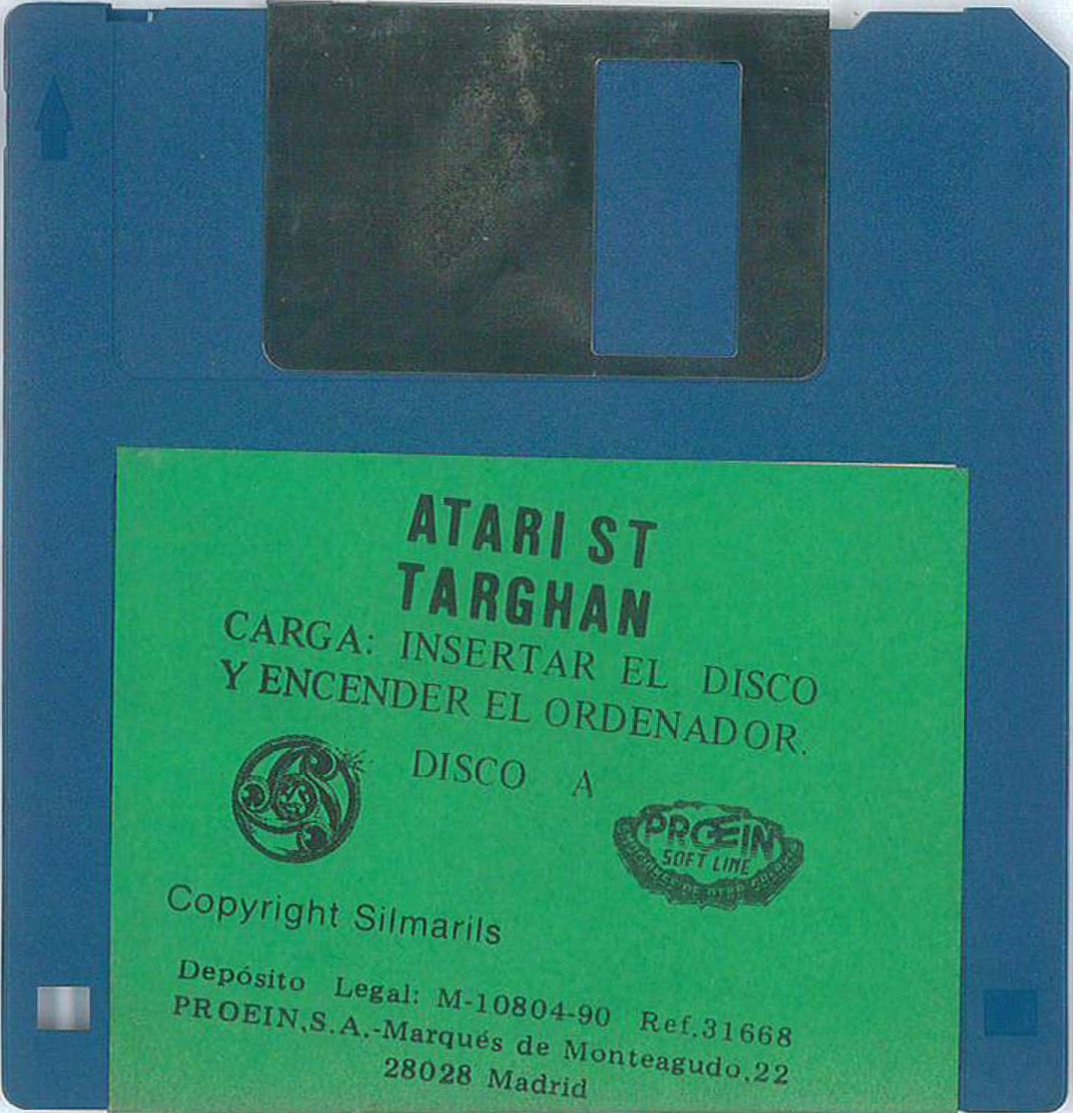 ATARI ST
TARGHAN
CARGA: INSERTAR EL DISCO
Y ENCENDER EL ORDENADOR.
DISCO A
PROEIN
SOFT LINE
Copyright Silmarils
Depósito Legal: M-10804-90 Ref.31668
PROEIN,S.A.-Marqués de Monteagudo,22
28028 Madrid